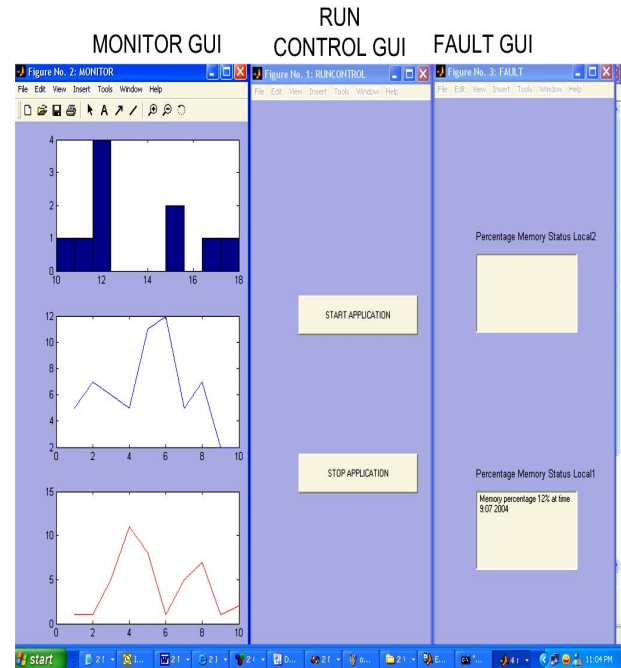 MONITOR GUI
RUN
CONTROL GUI
FAULT GUI
Figure No. 2: MONITOR
File Edit View Insert Tools Window Help
4
3
2
1
0
10 12 14 16 18
12
10
8
6
4
2
0 2 4 6 8 10
15
10
5
0
0 2 4 6 8 10
Figure No. 1: RUNCONTROL
File Edit View Insert Tools Window Help
START APPLICATION
STOP APPLICATION
Figure No. 3: FAULT
File Edit View Insert Tools Window Help
Percentage Memory Status Local2
Percentage Memory Status Local1
Memory percentage 12% at time
9:07 2004
start
11:04 PM